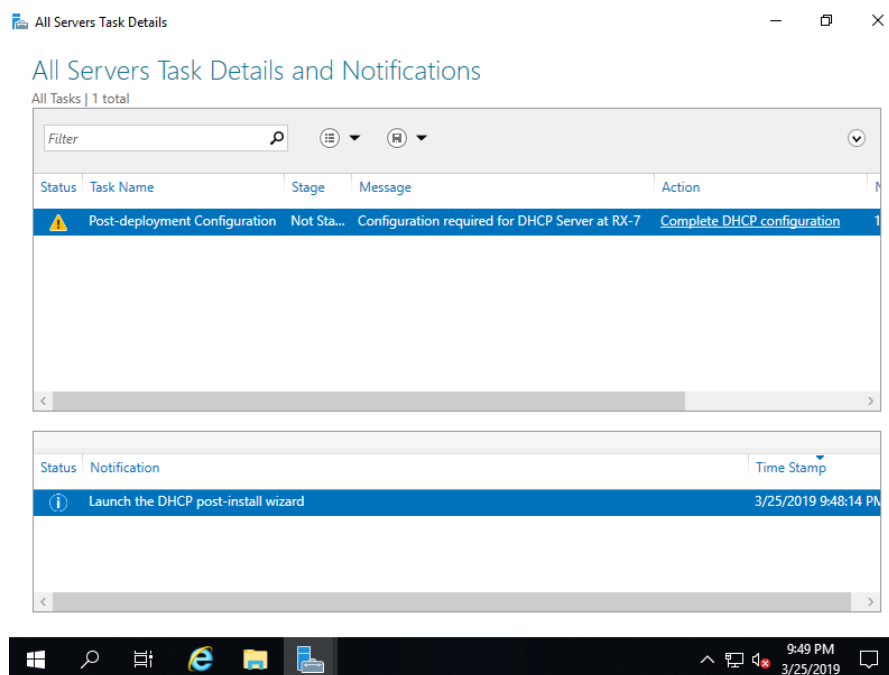 All Servers Task Details
All Servers Task Details and Notifications
All Tasks | 1 total
Filter
Status Task Name Stage Message Action
Post-deployment Configuration Not Sta... Configuration required for DHCP Server at RX-7 Complete DHCP configuration 1
Status Notification Time Stamp
Launch the DHCP post-install wizard 3/25/2019 9:48:14 PM
9:49 PM
3/25/2019